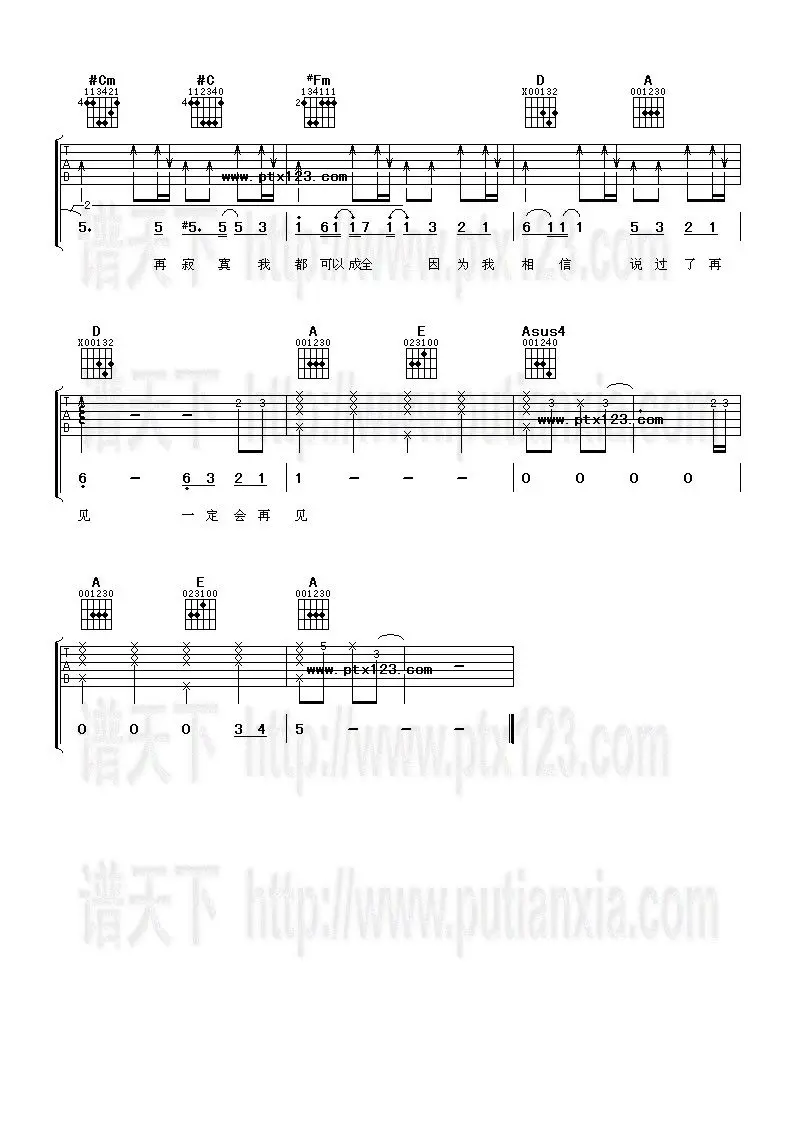 #Cm #C #Fm D A
113421 112340 134111 X00132 001230
4 4 2
T A B
www.ptx123.com
2
5. 5 #5. 5 5 3 1 6 1 1 7 1 1 3 2 1 6 1 1 1 5 3 2 1
再 寂 寞 我 都 可以 成全 因 为 我 相 信 说 过 了 再
谱天下 http://www.putianxia.com
D A E Asus4
X00132 001230 023100 001240
T A B
2 3 3 3 2 3
www.ptx123.com
6 - 6 3 2 1 1 - - - 0 0 0 0
见 一 定 会 再 见
谱天下 http://www.putianxia.com
A E A
001230 023100 001230
T A B
5 3 -
www.ptx123.com
0 0 0 3 4 5 - - -
谱天下 http://www.ptx123.com
谱天下 http://www.putianxia.com